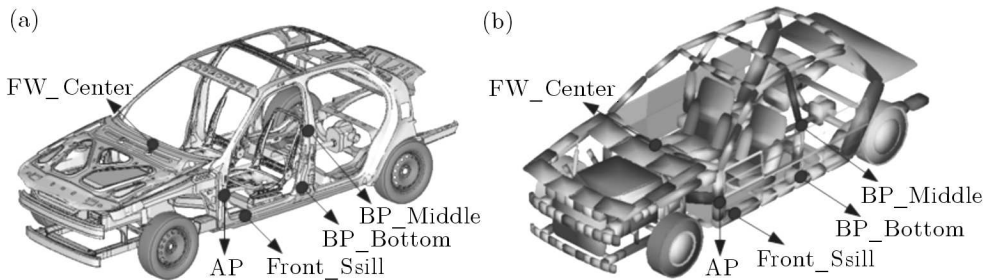 (a)
FW_Center
BP_Middle
BP_Bottom
Front_Ssill
AP
(b)
FW_Center
BP_Middle
BP_Bottom
Front_Ssill
AP